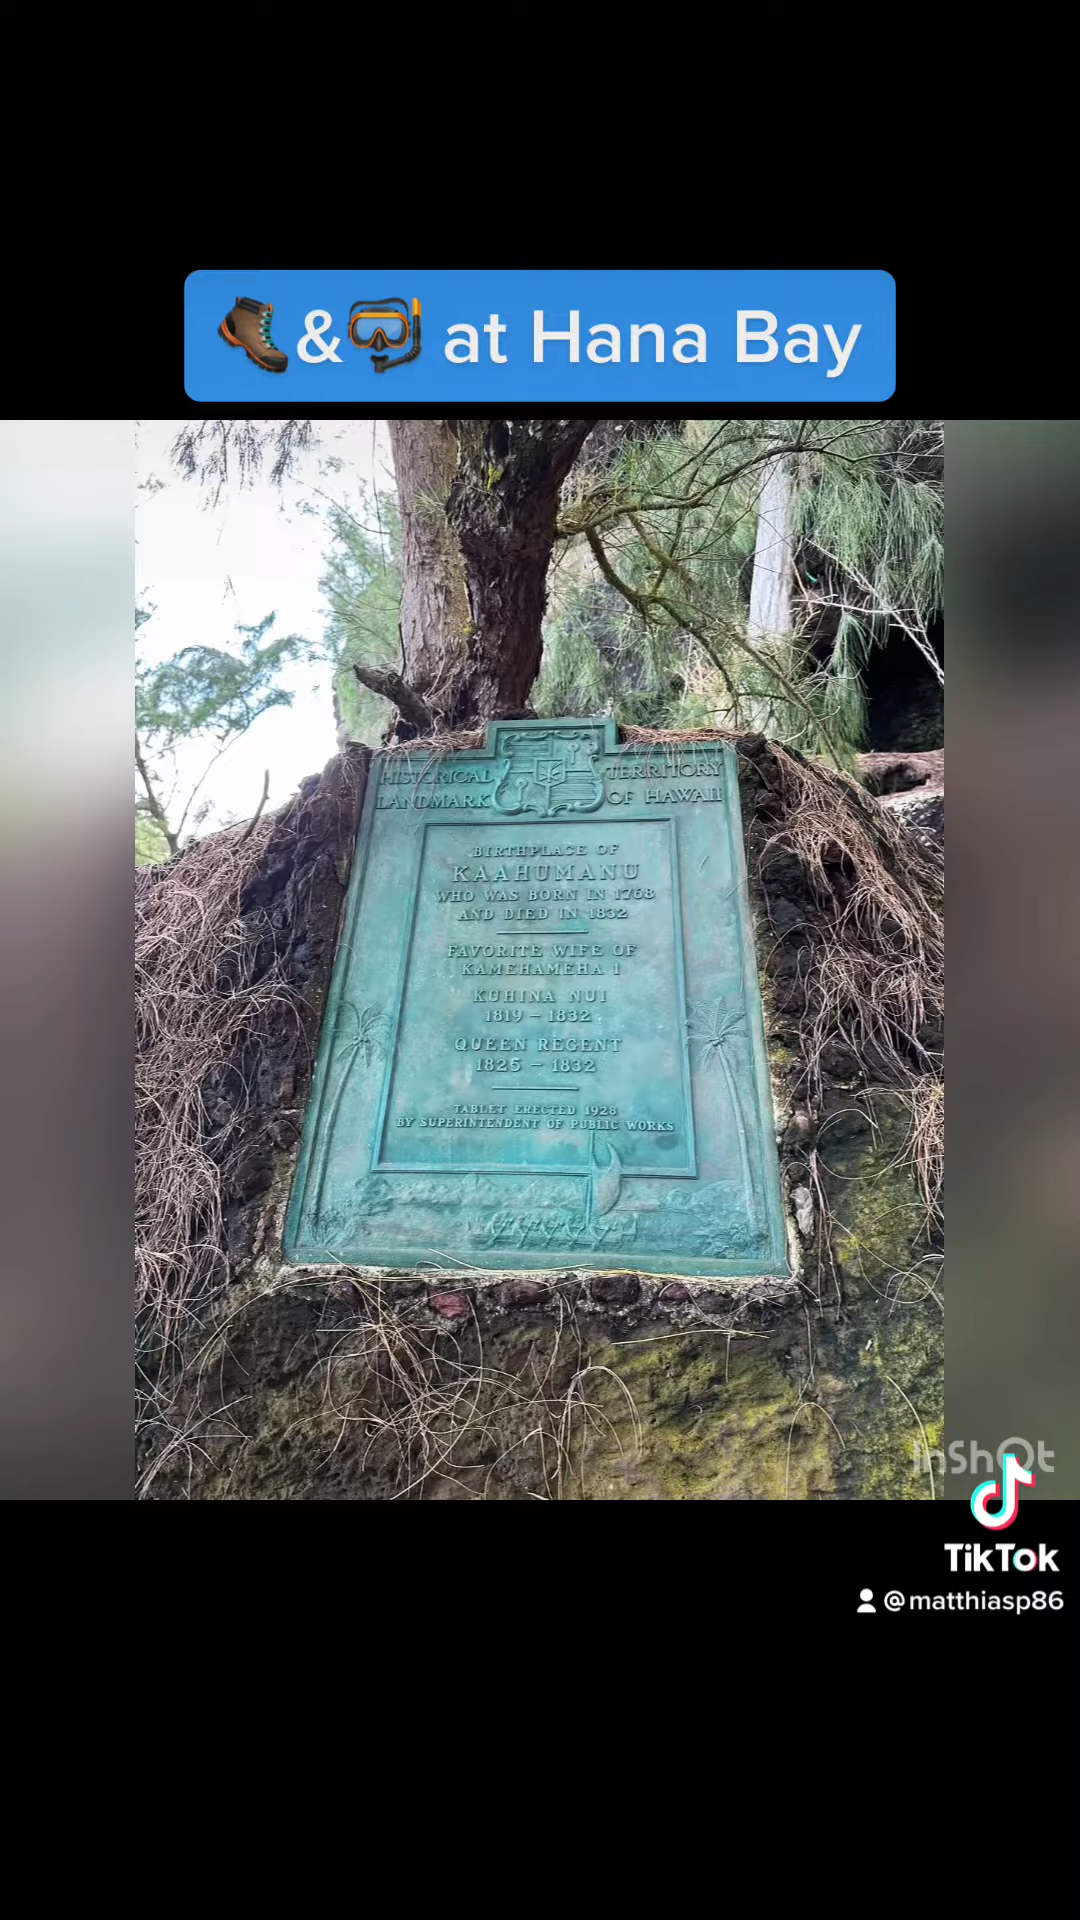 & at Hana Bay
HISTORICAL LANDMARK
TERRITORY OF HAWAII
BIRTHPLACE OF
KAAHUMANU
WHO WAS BORN IN 1768
AND DIED IN 1832
FAVORITE WIFE OF
KAMEHAMEHA I
KUHINA NUI
1819 – 1832
QUEEN REGENT
1825 – 1832
TABLET ERECTED 1928
BY SUPERINTENDENT OF PUBLIC WORKS
InShOt
TikTok
@matthiasp86